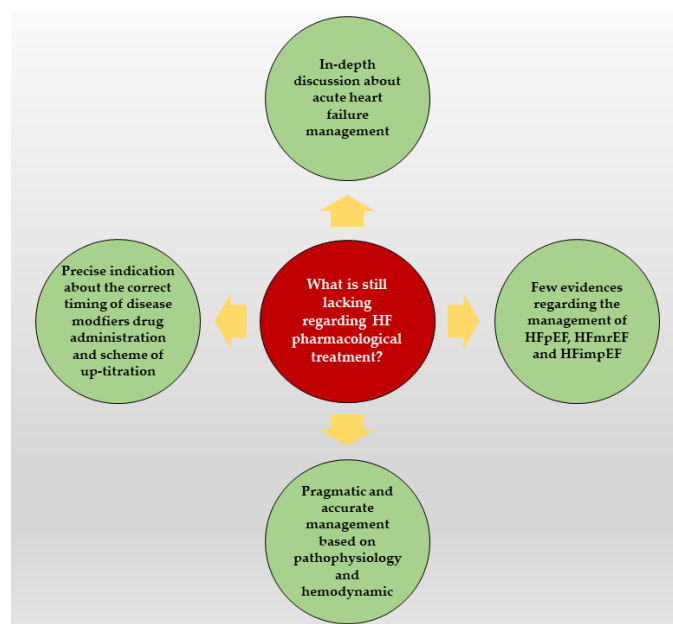 In-depth
discussion about
acute heart
failure
management
Precise indication
about the correct
timing of disease
modfiers drug
administration
and scheme of
up-titration
What is still
lacking
regarding HF
pharmacological
treatment?
Few evidences
regarding the
management of
HFpEF, HFmrEF
and HFimpEF
Pragmatic and
accurate
management
based on
pathophysiology
and
hemodynamic